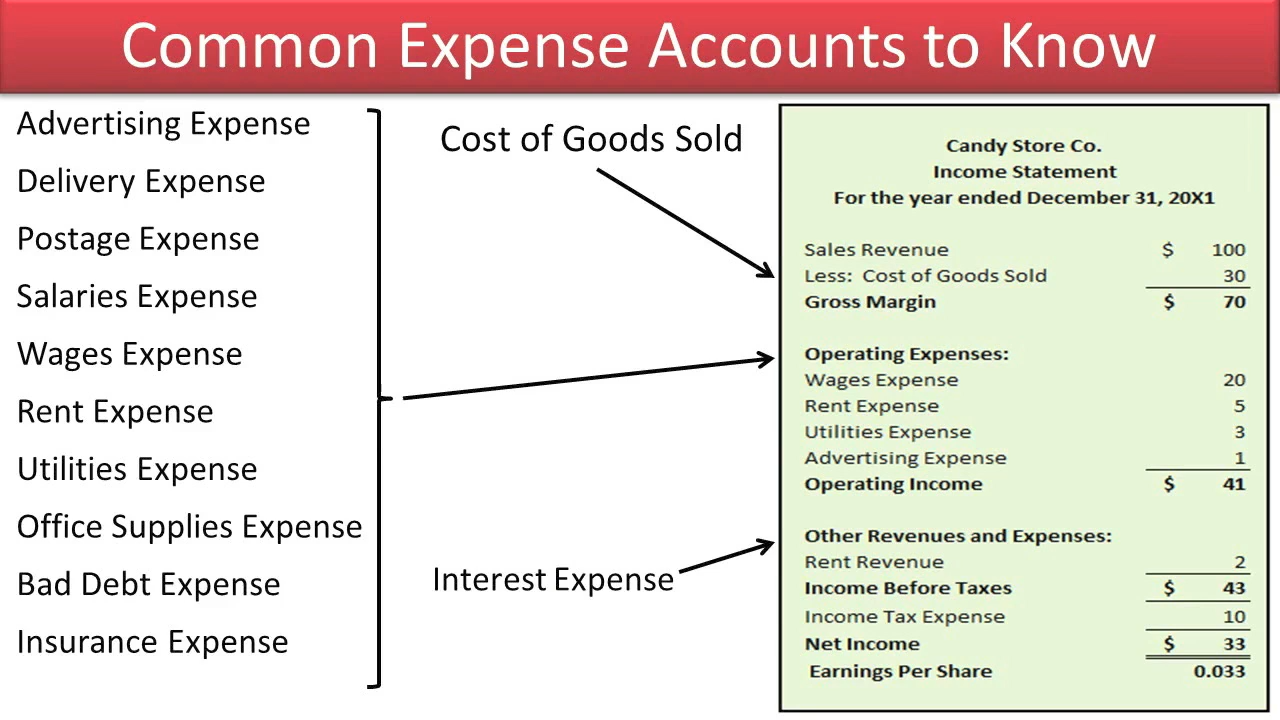 Common Expense Accounts to Know
Advertising Expense
Delivery Expense
Postage Expense
Salaries Expense
Wages Expense
Rent Expense
Utilities Expense
Office Supplies Expense
Bad Debt Expense
Insurance Expense
Cost of Goods Sold
Interest Expense
Candy Store Co.
Income Statement
For the year ended December 31, 20X1
Sales Revenue $ 100
Less: Cost of Goods Sold 30
Gross Margin $ 70
Operating Expenses:
Wages Expense 20
Rent Expense 5
Utilities Expense 3
Advertising Expense 1
Operating Income $ 41
Other Revenues and Expenses:
Rent Revenue 2
Income Before Taxes $ 43
Income Tax Expense 10
Net Income $ 33
Earnings Per Share 0.033